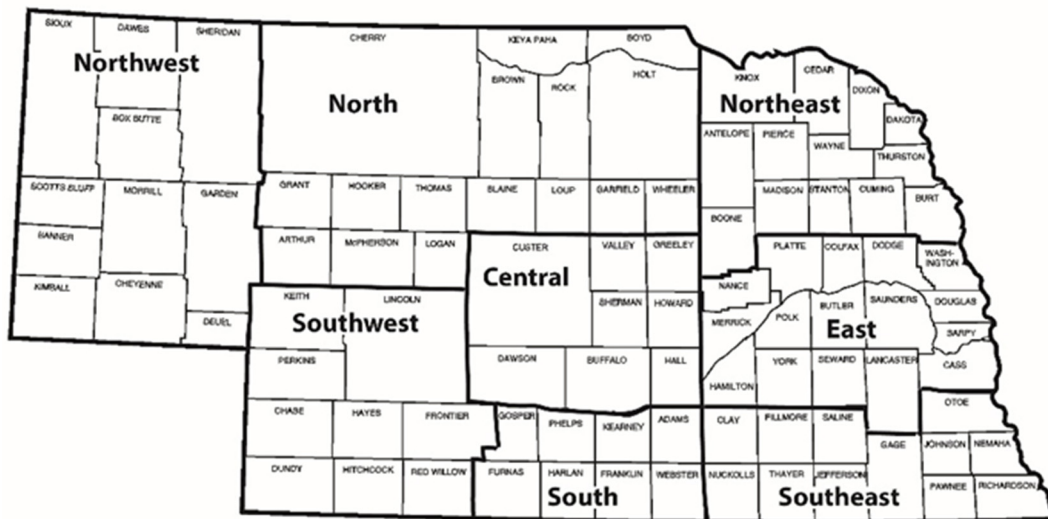 SIOUX
DAWES
SHERIDAN
CHERRY
KEYA PAHA
BOYD
Northwest
North
BROWN
ROCK
HOLT
KNOX
CEDAR
DIXON
Northeast
DAKOTA
BOX BUTTE
ANTELOPE
PIERCE
WAYNE
THURSTON
SCOTTS BLUFF
MORRILL
GARDEN
GRANT
HOOKER
THOMAS
BLAINE
LOUP
GARFIELD
WHEELER
MADISON
STANTON
CUMING
BURT
BOONE
BANNER
ARTHUR
McPHERSON
LOGAN
CUSTER
VALLEY
GREELEY
PLATTE
COLFAX
DODGE
WASH-
INGTON
Central
KIMBALL
CHEYENNE
DEUEL
KEITH
LINCOLN
Southwest
SHERMAN
HOWARD
NANCE
MERRICK
POLK
BUTLER
SAUNDERS
DOUGLAS
East
SARPY
PERKINS
DAWSON
BUFFALO
HALL
HAMILTON
YORK
SEWARD
LANCASTER
CASS
OTOE
CHASE
HAYES
FRONTIER
GOSPER
PHELPS
KEARNEY
ADAMS
CLAY
FILLMORE
SALINE
GAGE
JOHNSON
NEMAHA
DUNDY
HITCHCOCK
RED WILLOW
FURNAS
HARLAN
FRANKLIN
WEBSTER
NUCKOLLS
THAYER
JEFFERSON
PAWNEE
RICHARDSON
South
Southeast